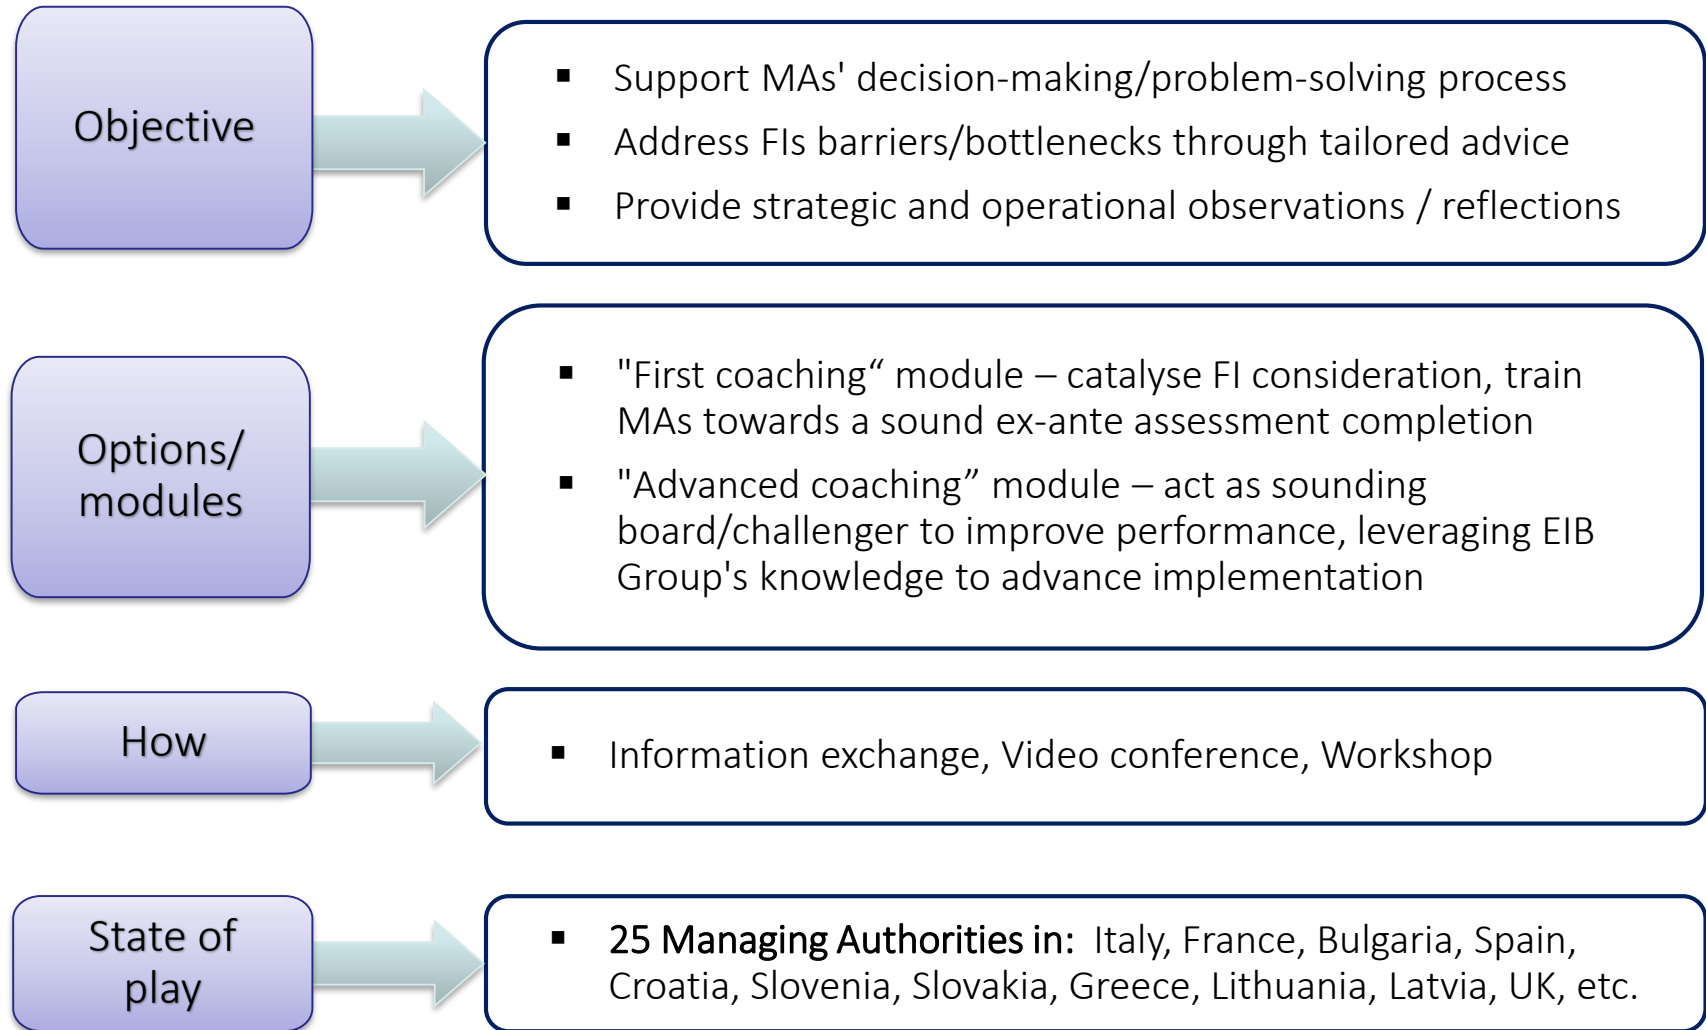 Objective
▪ Support MAs' decision-making/problem-solving process
▪ Address FIs barriers/bottlenecks through tailored advice
▪ Provide strategic and operational observations / reflections
Options/
modules
▪ "First coaching“ module – catalyse FI consideration, train
MAs towards a sound ex-ante assessment completion
▪ "Advanced coaching” module – act as sounding
board/challenger to improve performance, leveraging EIB
Group's knowledge to advance implementation
How
▪ Information exchange, Video conference, Workshop
State of
play
▪ 25 Managing Authorities in: Italy, France, Bulgaria, Spain,
Croatia, Slovenia, Slovakia, Greece, Lithuania, Latvia, UK, etc.